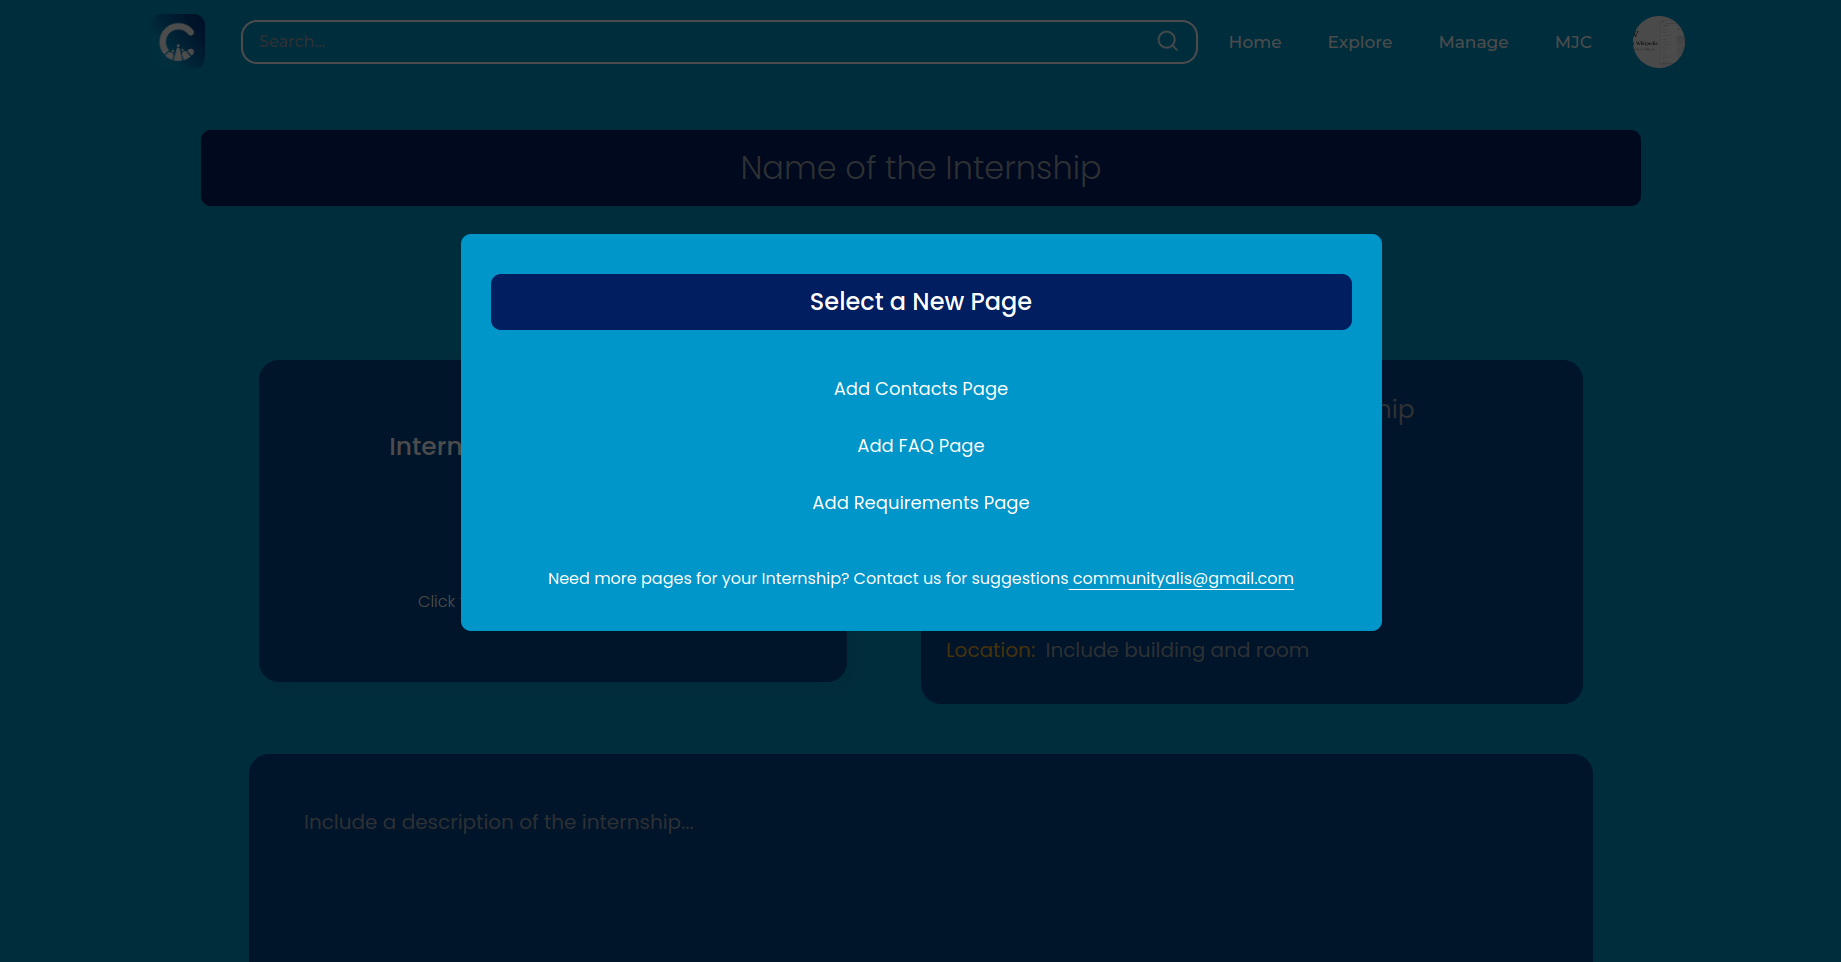 Search...
Home
Explore
Manage
MJC
Name of the Internship
Select a New Page
Add Contacts Page
Add FAQ Page
Add Requirements Page
Need more pages for your Internship? Contact us for suggestions communityalis@gmail.com
Intern
Click
Location: Include building and room
Include a description of the internship...